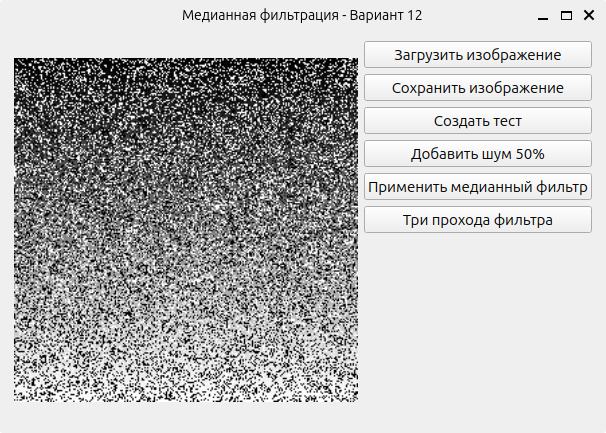 Медианная фильтрация - Вариант 12
Загрузить изображение
Сохранить изображение
Создать тест
Добавить шум 50%
Применить медианный фильтр
Три прохода фильтра